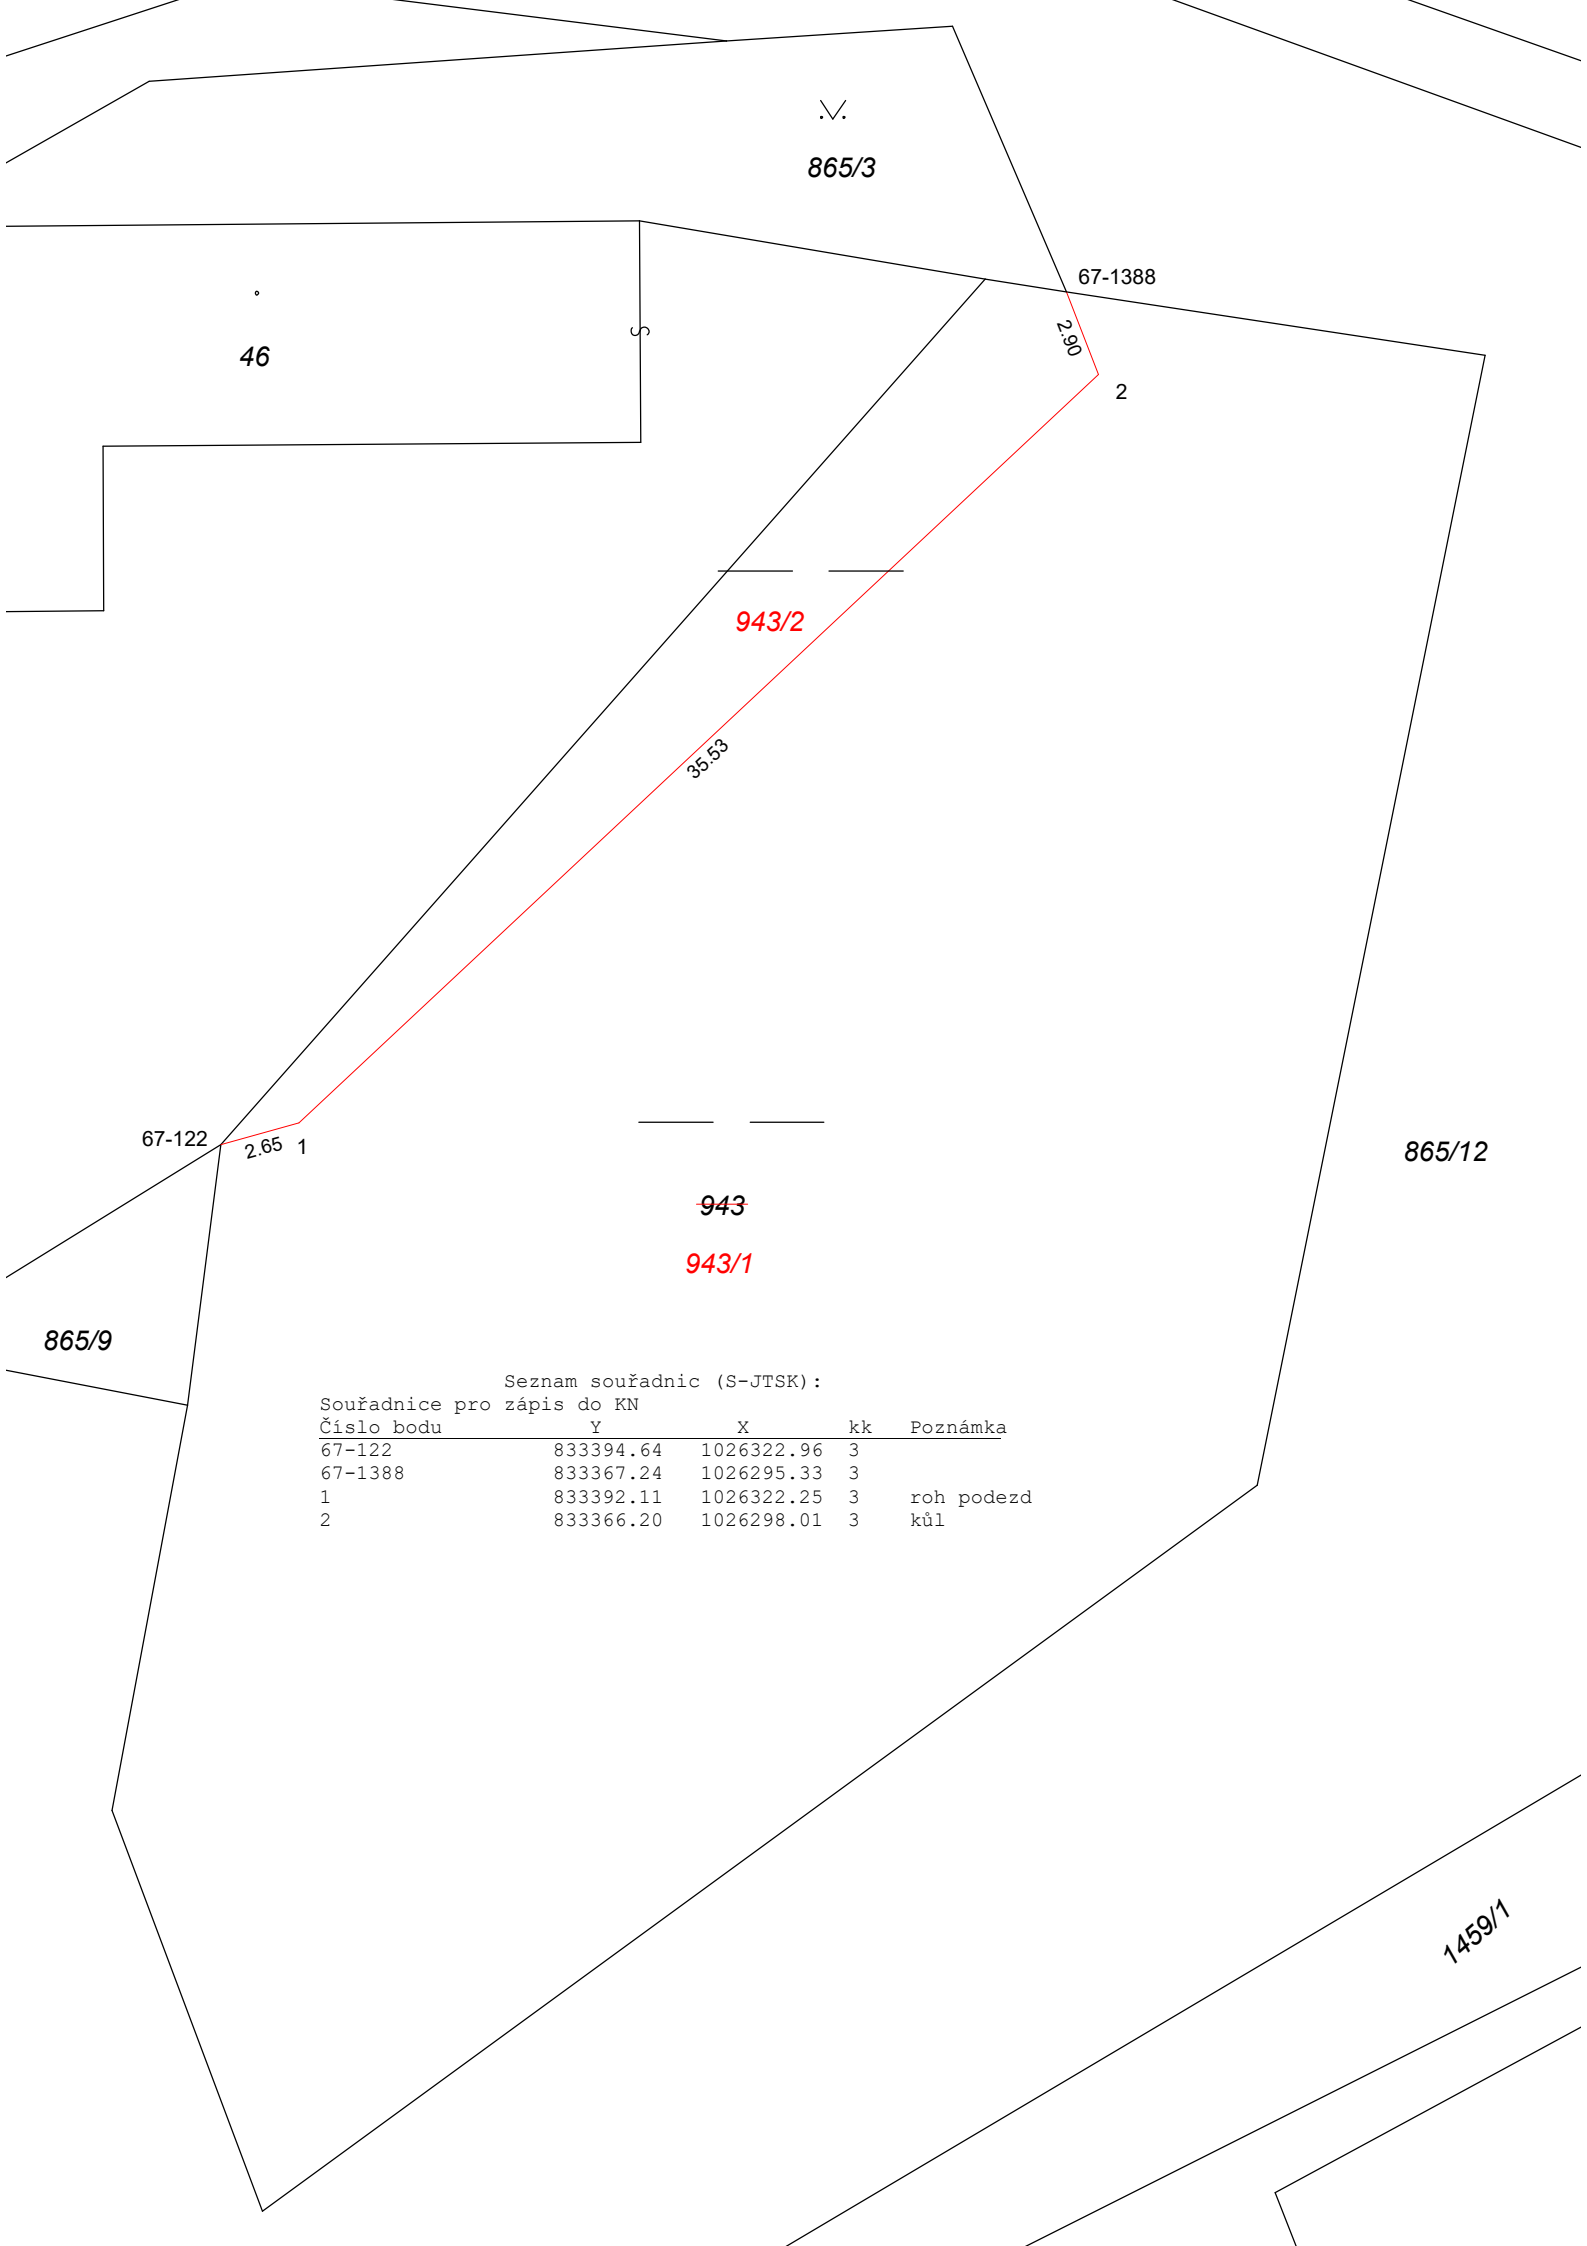 865/3
67-1388
46
2.90
2
943/2
35.53
67-122
2.65
1
865/12
943
943/1
865/9
Seznam souřadnic (S-JTSK):
Souřadnice pro zápis do KN
Číslo bodu Y X kk Poznámka
67-122 833394.64 1026322.96 3
67-1388 833367.24 1026295.33 3
1 833392.11 1026322.25 3 roh podezd
2 833366.20 1026298.01 3 kůl
1459/1